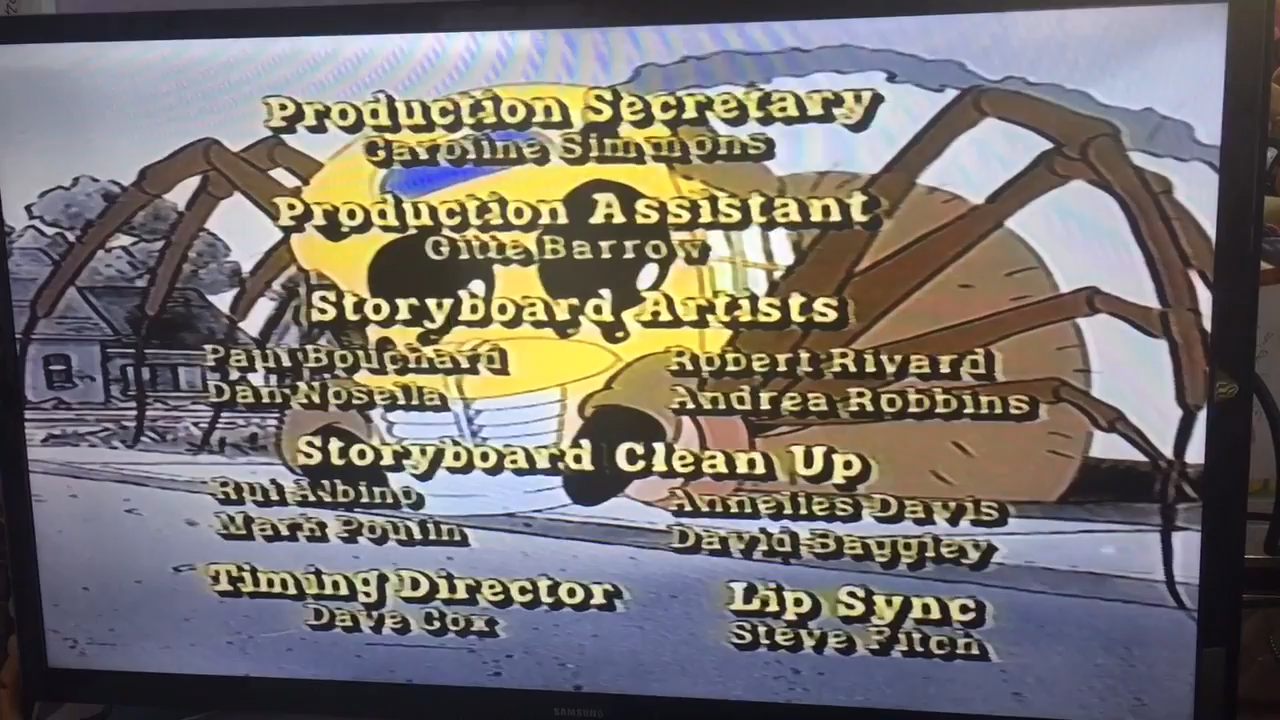 Production Secretary
Caroline Simmons
Production Assistant
Gitte Barrow
Storyboard Artists
Paul Bouchard Robert Rivard
Dan Nosella Andrea Robbins
Storyboard Clean Up
Rui Albino Annelies Davis
Mark Poulin David Baggley
Timing Director Lip Sync
Dave Cox Steve Fitch
SAMSUNG